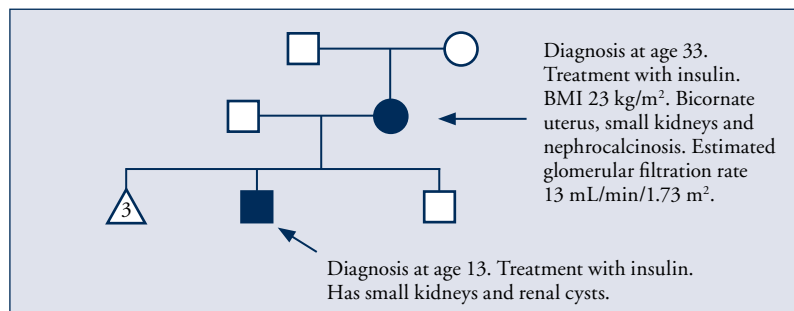 Diagnosis at age 33.
Treatment with insulin.
BMI 23 kg/m². Bicornate
uterus, small kidneys and
nephrocalcinosis. Estimated
glomerular filtration rate
13 mL/min/1.73 m².
3
Diagnosis at age 13. Treatment with insulin.
Has small kidneys and renal cysts.